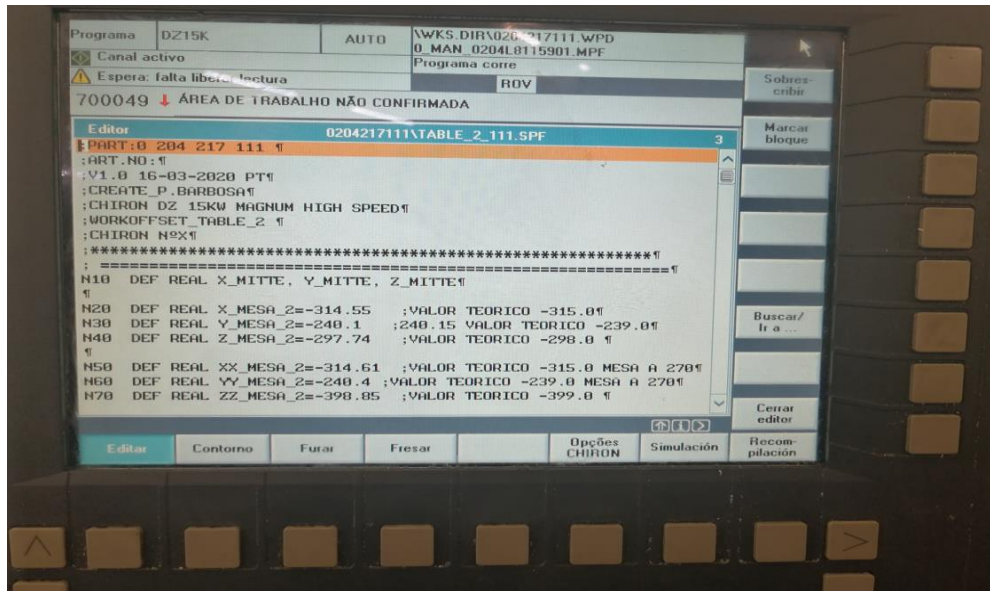 Programa DZ15K AUTO \WKS.DIR\0204217111.WPD
0_MAN_0204L8115901.MPF
Canal activo Programa corre
Espera: falta liber. lectura ROV
700049 ↓ ÁREA DE TRABALHO NÃO CONFIRMADA
Sobres-
cribir
Editor 0204217111\TABLE_2_111.SPF 3
Marcar
bloque
;PART:0 204 217 111 ¶
;ART.NO:¶
;V1.0 16-03-2020 PT¶
;CREATE_P.BARBOSA¶
;CHIRON DZ 15KW MAGNUM HIGH SPEED¶
;WORKOFFSET_TABLE_2 ¶
;CHIRON NºX¶
;*****************************************************¶
; ======================================================¶
N10 DEF REAL X_MITTE, Y_MITTE, Z_MITTE¶
¶
N20 DEF REAL X_MESA_2=-314.55 ;VALOR TEORICO -315.0¶
N30 DEF REAL Y_MESA_2=-240.1 ;240.15 VALOR TEORICO -239.0¶
N40 DEF REAL Z_MESA_2=-297.74 ;VALOR TEORICO -298.0 ¶
¶
N50 DEF REAL XX_MESA_2=-314.61 ;VALOR TEORICO -315.0 MESA A 270¶
N60 DEF REAL YY_MESA_2=-240.4 ;VALOR TEORICO -239.0 MESA A 270¶
N70 DEF REAL ZZ_MESA_2=-398.85 ;VALOR TEORICO -399.0 ¶
Buscar/
Ir a ...
Cerrar
editor
Editar Contorno Furar Fresar Opções
CHIRON Simulación Recom-
pilación